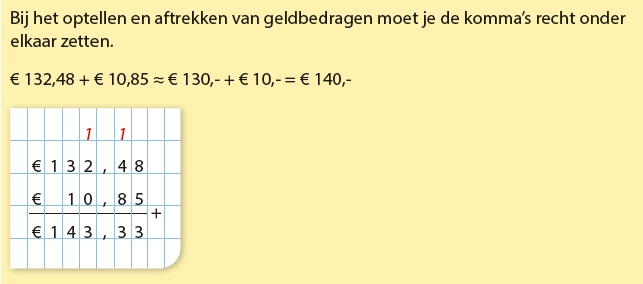 Bij het optellen en aftrekken van geldbedragen moet je de komma’s recht onder
elkaar zetten.
€ 132,48 + € 10,85 ≈ € 130,- + € 10,- = € 140,-
1 1
€ 1 3 2 , 4 8
€ 1 0 , 8 5
+
€ 1 4 3 , 3 3